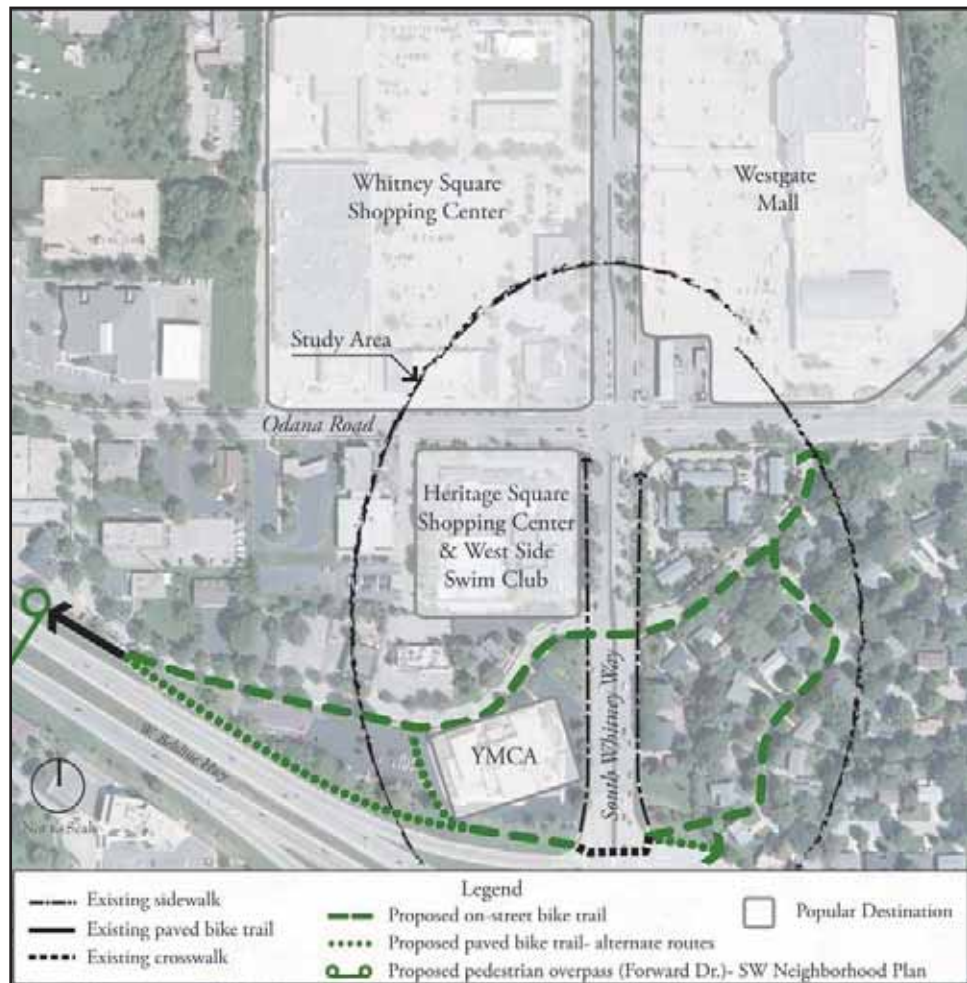 Whitney Square
Shopping Center
Westgate
Mall
Study Area
Odana Road
Heritage Square
Shopping Center
& West Side
Swim Club
South Whitney Way
YMCA
W. Beltline Hwy
Not to Scale
Legend
Existing sidewalk
Existing paved bike trail
Existing crosswalk
Proposed on-street bike trail
Proposed paved bike trail- alternate routes
Proposed pedestrian overpass (Forward Dr.)- SW Neighborhood Plan
Popular Destination